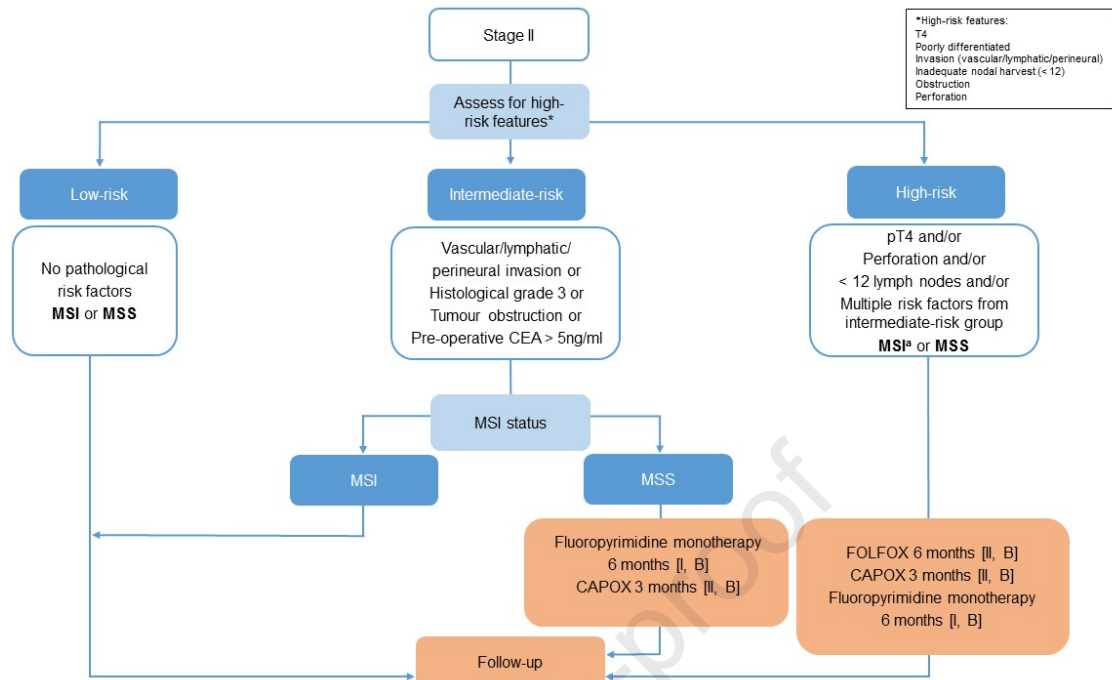 Stage II
*High-risk features:
T4
Poorly differentiated
Invasion (vascular/lymphatic/perineural)
Inadequate nodal harvest (< 12)
Obstruction
Perforation
Assess for high-
risk features*
Low-risk
Intermediate-risk
High-risk
No pathological
risk factors
MSI or MSS
Vascular/lymphatic/
perineural invasion or
Histological grade 3 or
Tumour obstruction or
Pre-operative CEA > 5ng/ml
pT4 and/or
Perforation and/or
< 12 lymph nodes and/or
Multiple risk factors from
intermediate-risk group
MSIª or MSS
MSI status
MSI
MSS
Fluoropyrimidine monotherapy
6 months [I, B]
CAPOX 3 months [II, B]
FOLFOX 6 months [II, B]
CAPOX 3 months [II, B]
Fluoropyrimidine monotherapy
6 months [I, B]
Follow-up